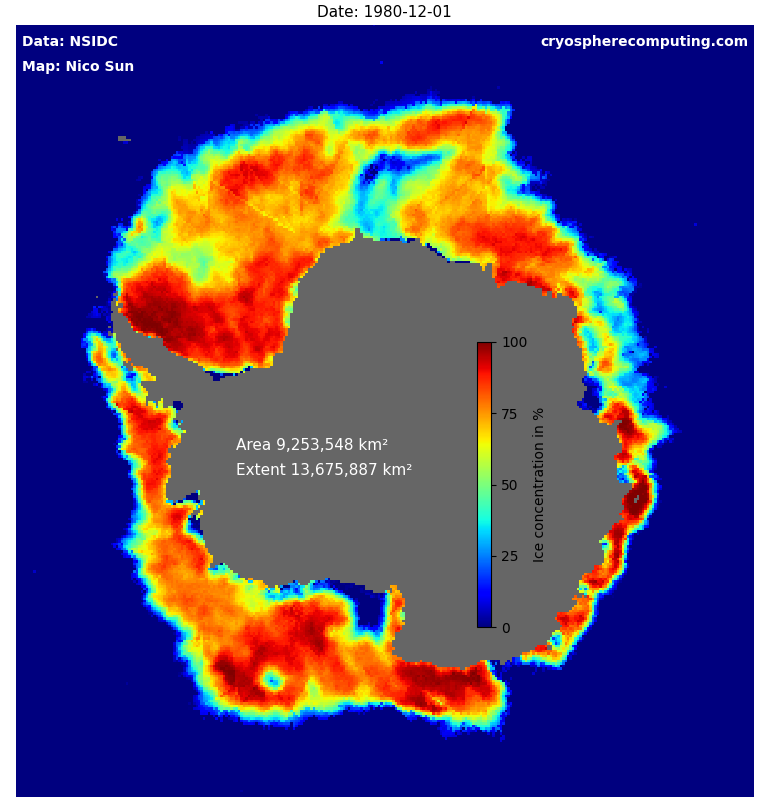 Date: 1980-12-01
Data: NSIDC
cryospherecomputing.com
Map: Nico Sun
100
75
50
25
0
Ice concentration in %
Area 9,253,548 km²
Extent 13,675,887 km²